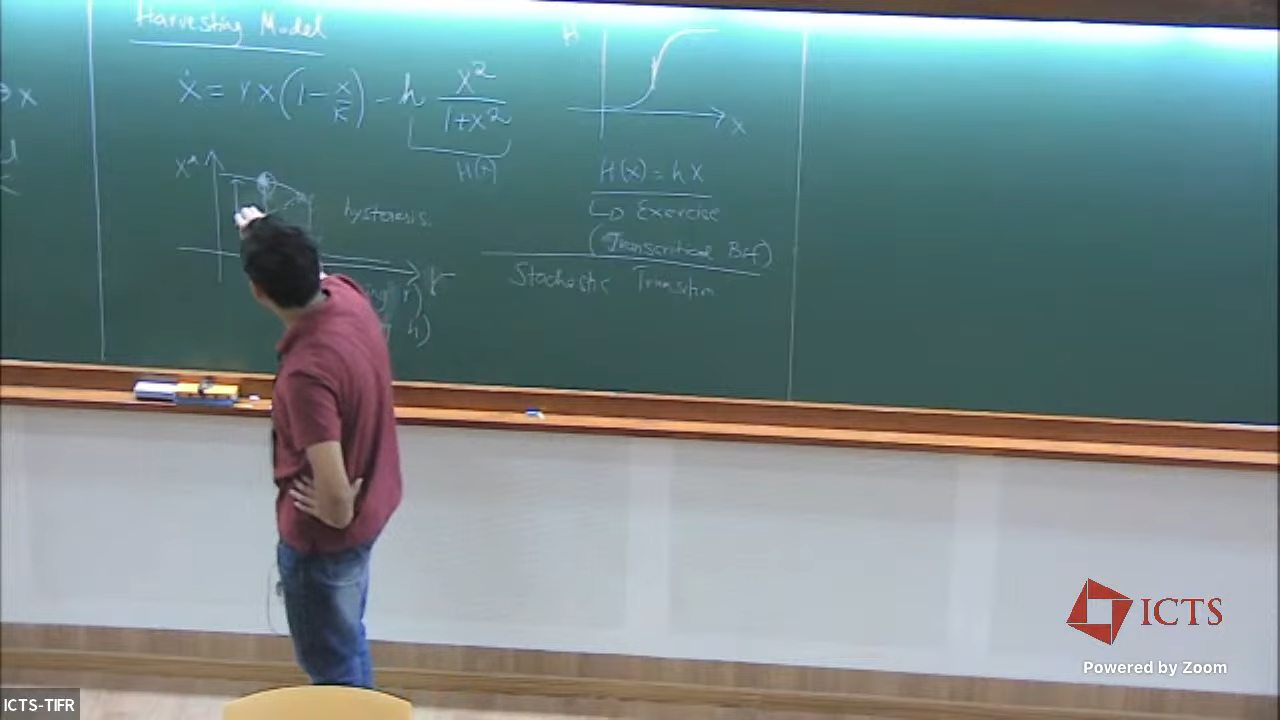 Harvesting Model
ẋ = r x (1 - x/k) - h x²/(1+x²)
H(x)
H
x
x
x*
hysteresis
r)
h)
H(x) = h x
↳ Exercise
(Transcritical Bif)
Stochastic Transition
ICTS
Powered by Zoom
ICTS-TIFR